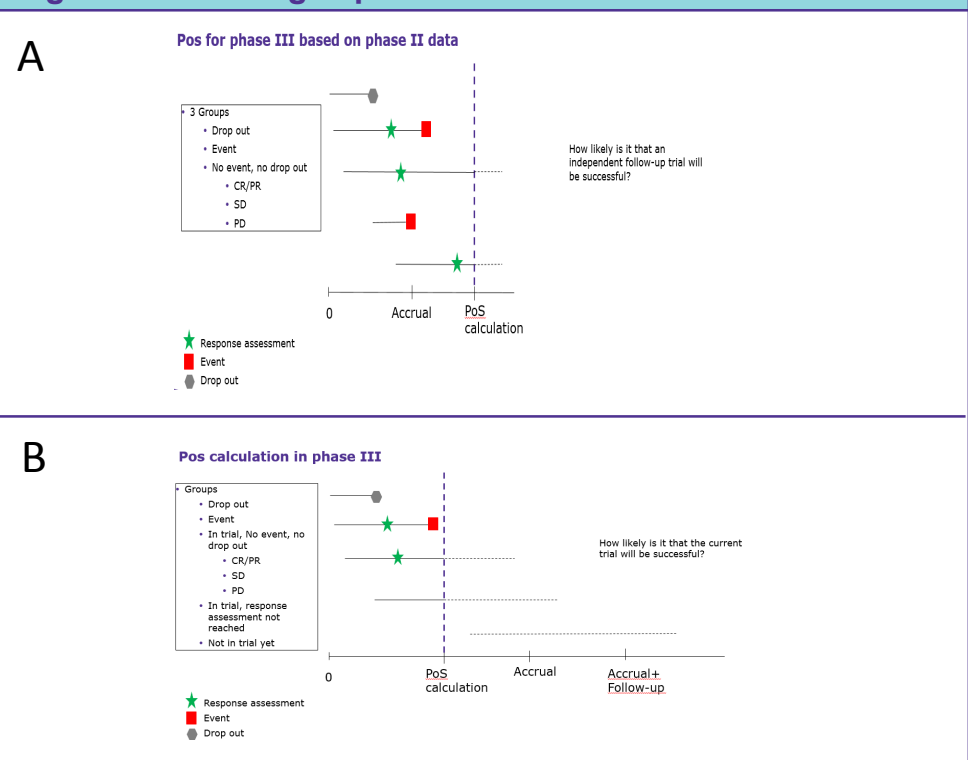 A
Pos for phase III based on phase II data
• 3 Groups
• Drop out
• Event
• No event, no drop out
• CR/PR
• SD
• PD
How likely is it that an
independent follow-up trial will
be successful?
0
Accrual
PoS
calculation
Response assessment
Event
Drop out
B
Pos calculation in phase III
• Groups
• Drop out
• Event
• In trial, No event, no
drop out
• CR/PR
• SD
• PD
• In trial, response
assessment not
reached
• Not in trial yet
How likely is it that the current
trial will be successful?
0
PoS
calculation
Accrual
Accrual+
Follow-up
Response assessment
Event
Drop out